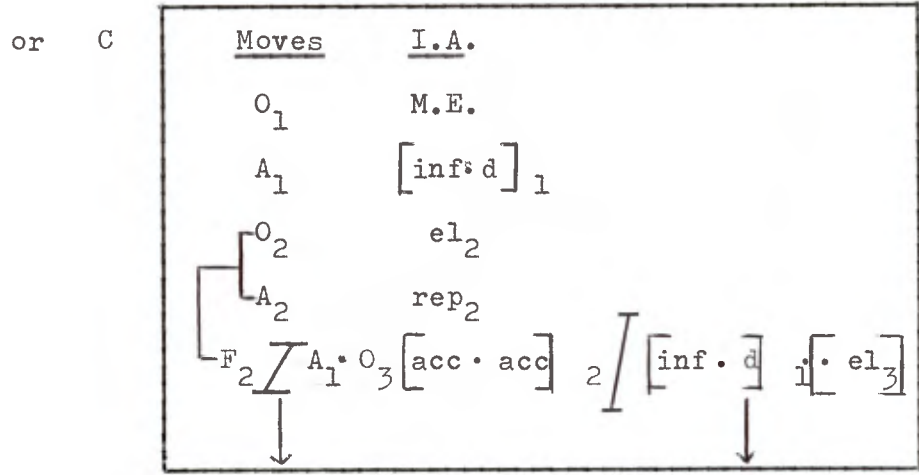 or C Moves I.A.
O1 M.E.
A1 [inf. d]1
O2 el2
A2 rep2
F2 / A1 · O3 [acc · acc] 2 / [inf · d] 1 · [· el3]